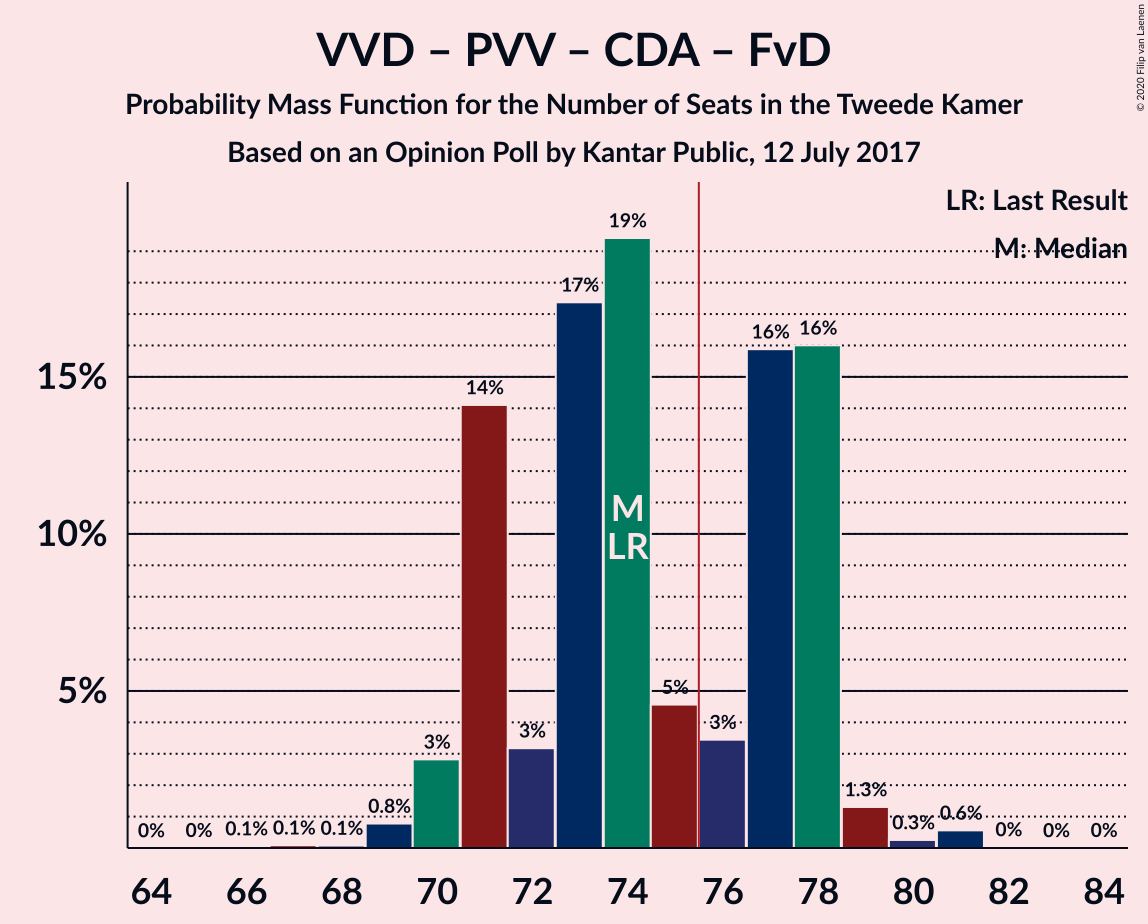 VVD – PVV – CDA – FvD
Probability Mass Function for the Number of Seats in the Tweede Kamer
Based on an Opinion Poll by Kantar Public, 12 July 2017
© 2020 Filip van Laenen
LR: Last Result
M: Median
15%
10%
5%
0%
0%
0.1%
0.1%
0.1%
0.8%
3%
14%
3%
17%
19%
5%
3%
16%
16%
1.3%
0.3%
0.6%
0%
0%
0%
M
LR
64 66 68 70 72 74 76 78 80 82 84